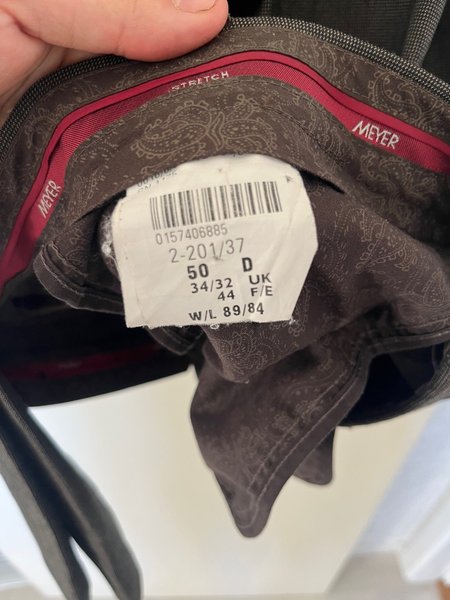 STRETCH
MEYER
MEYER
0157406885
2-201/37
50 D
34/32 UK
44 F/E
W/L 89/84